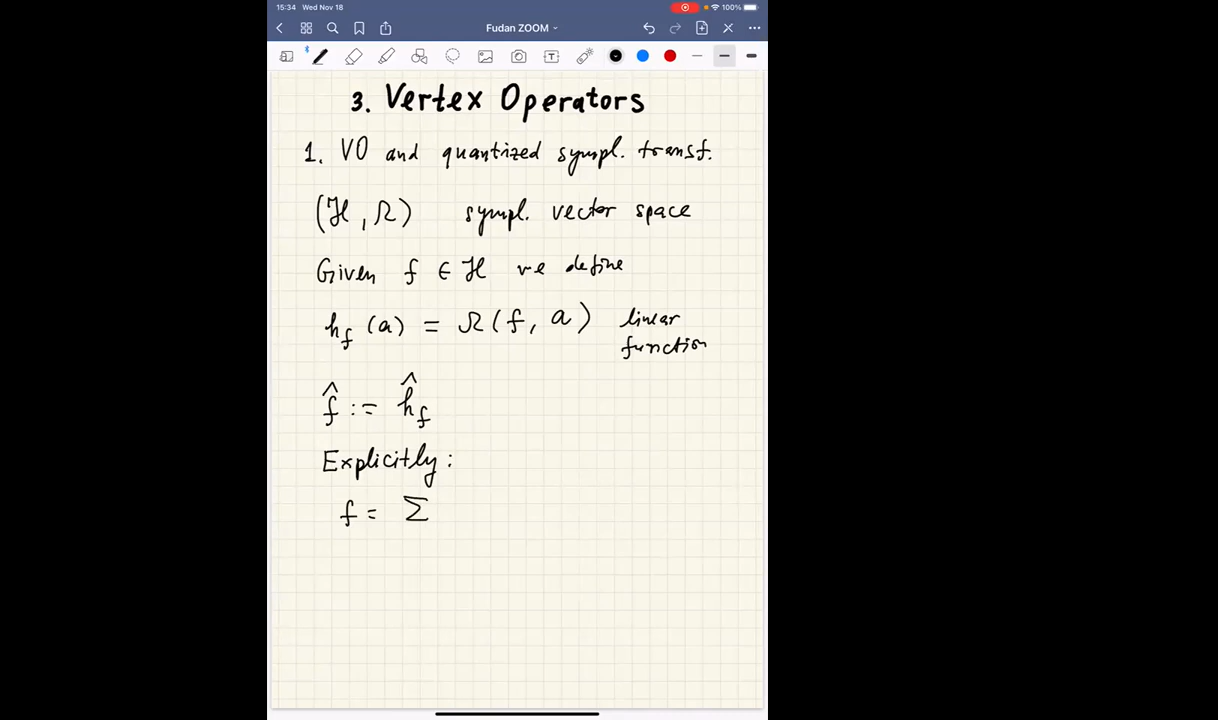 15:34 Wed Nov 18 100%
Fudan ZOOM
3. Vertex Operators
1. VO and quantized sympl. transf.
(ℋ, Ω) sympl. vector space
Given f ∈ ℋ we define
h_f (a) = Ω(f, a) linear function
f̂ := ĥ_f
Explicitly:
f = Σ